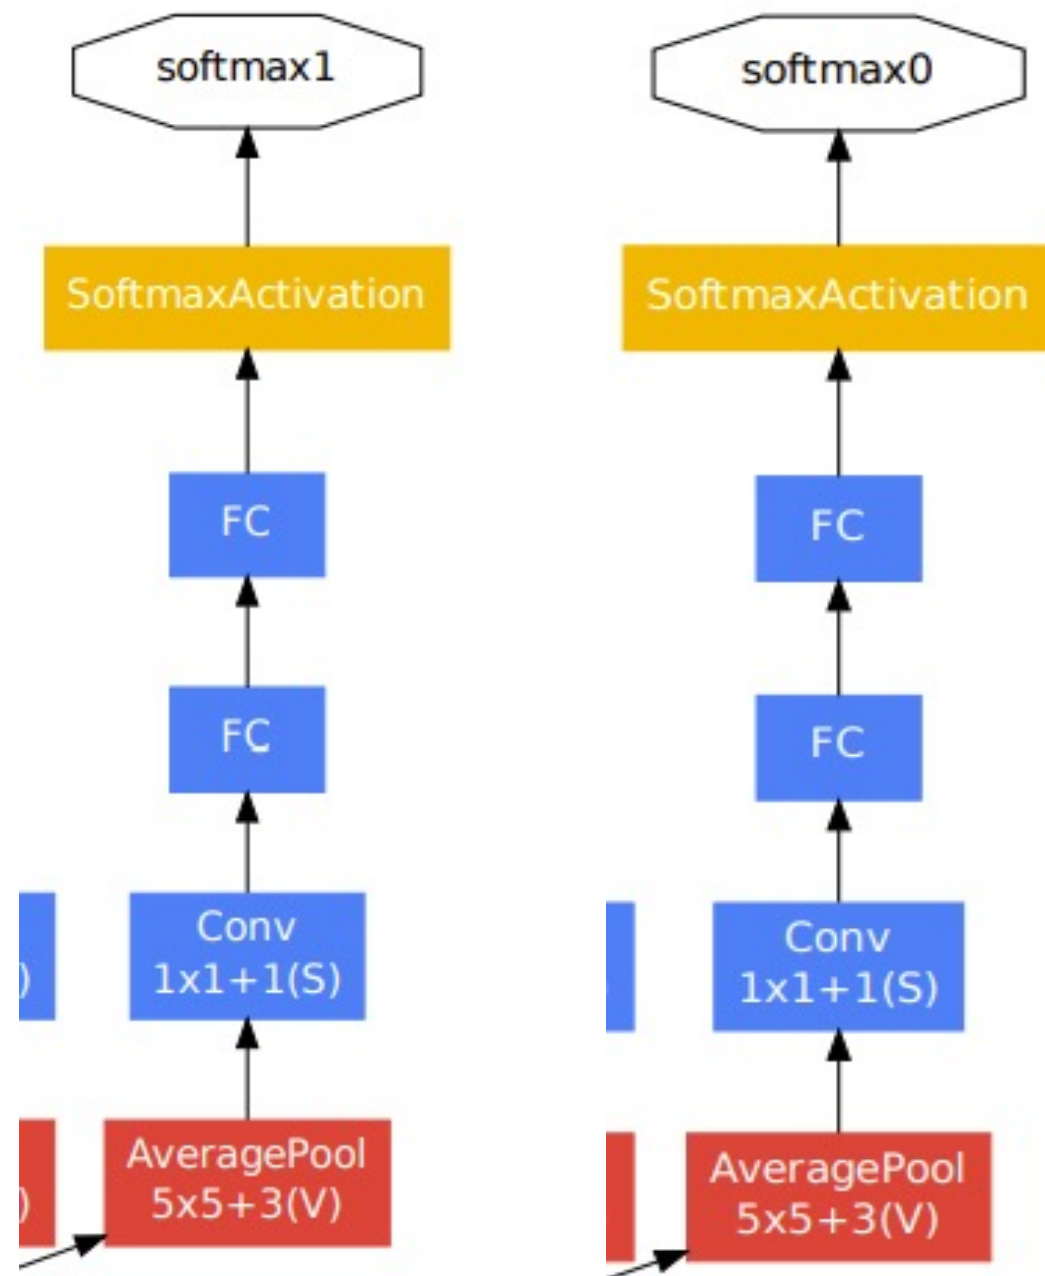 softmax1
SoftmaxActivation
FC
FC
Conv
1x1+1(S)
)
AveragePool
5x5+3(V)
)
softmax0
SoftmaxActivation
FC
FC
Conv
1x1+1(S)
AveragePool
5x5+3(V)